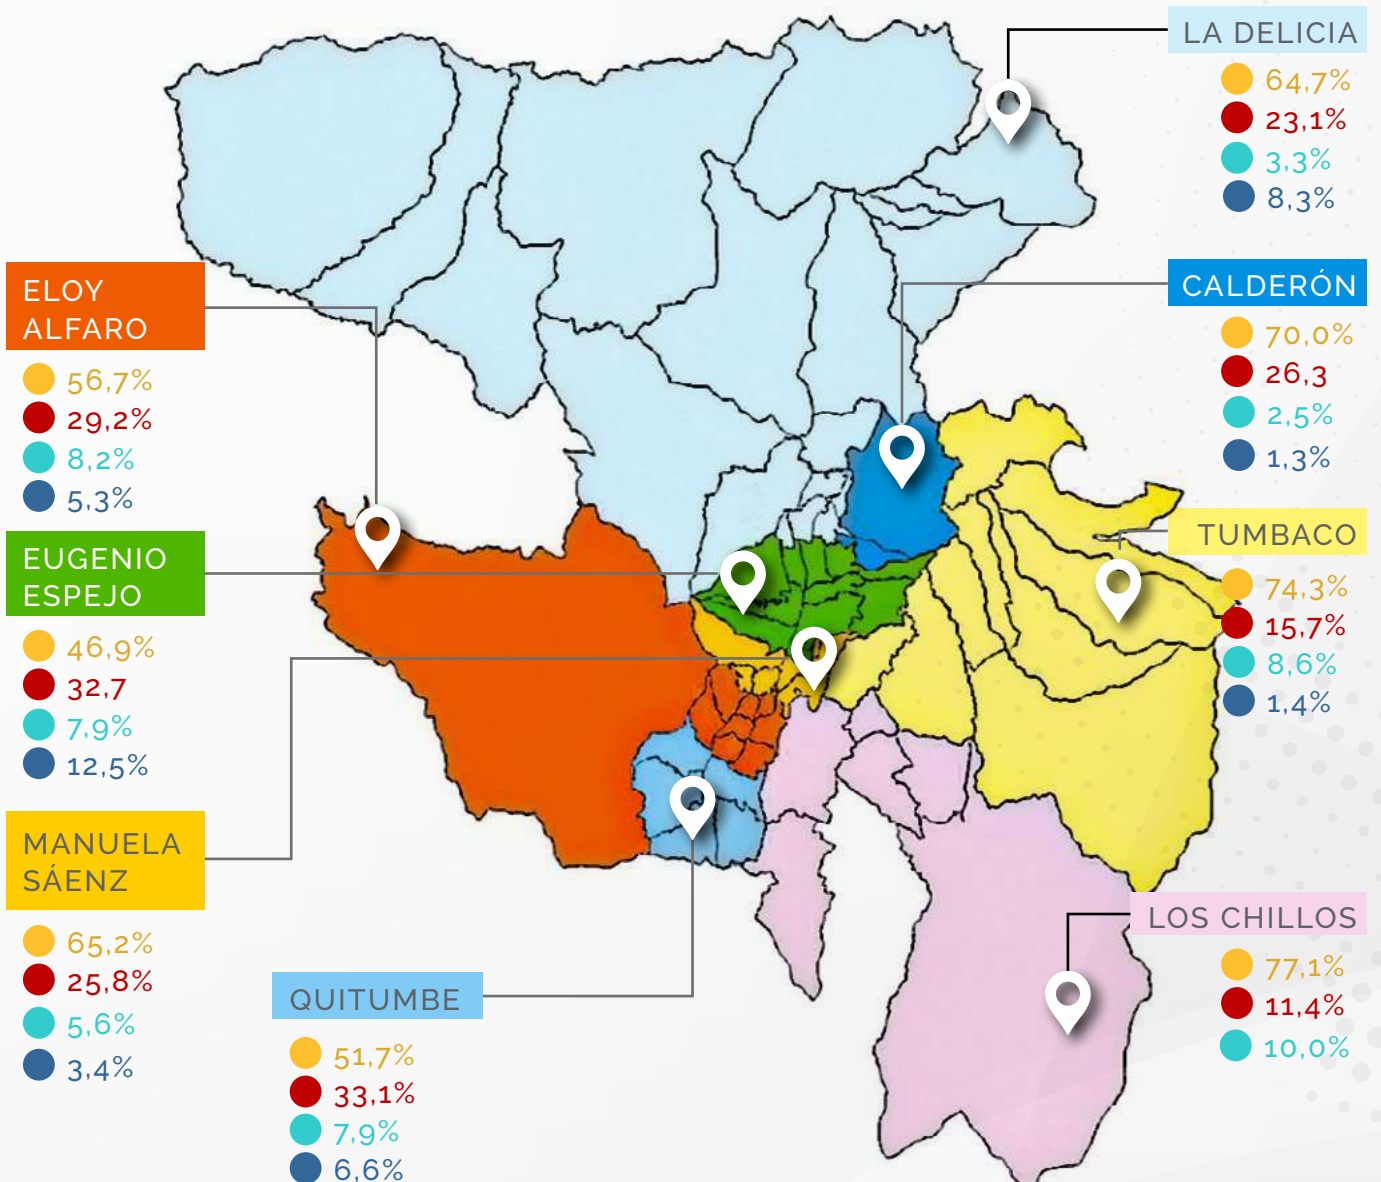 LA DELICIA
64,7%
23,1%
3,3%
8,3%
CALDERÓN
70,0%
26,3
2,5%
1,3%
TUMBACO
74,3%
15,7%
8,6%
1,4%
LOS CHILLOS
77,1%
11,4%
10,0%
ELOY
ALFARO
56,7%
29,2%
8,2%
5,3%
EUGENIO
ESPEJO
46,9%
32,7
7,9%
12,5%
MANUELA
SÁENZ
65,2%
25,8%
5,6%
3,4%
QUITUMBE
51,7%
33,1%
7,9%
6,6%